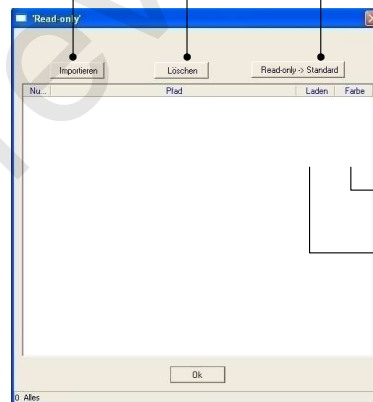 'Read-only'
Importieren Löschen Read-only -> Standard
Nu... Pfad Laden Farbe
Ok
0 Alles